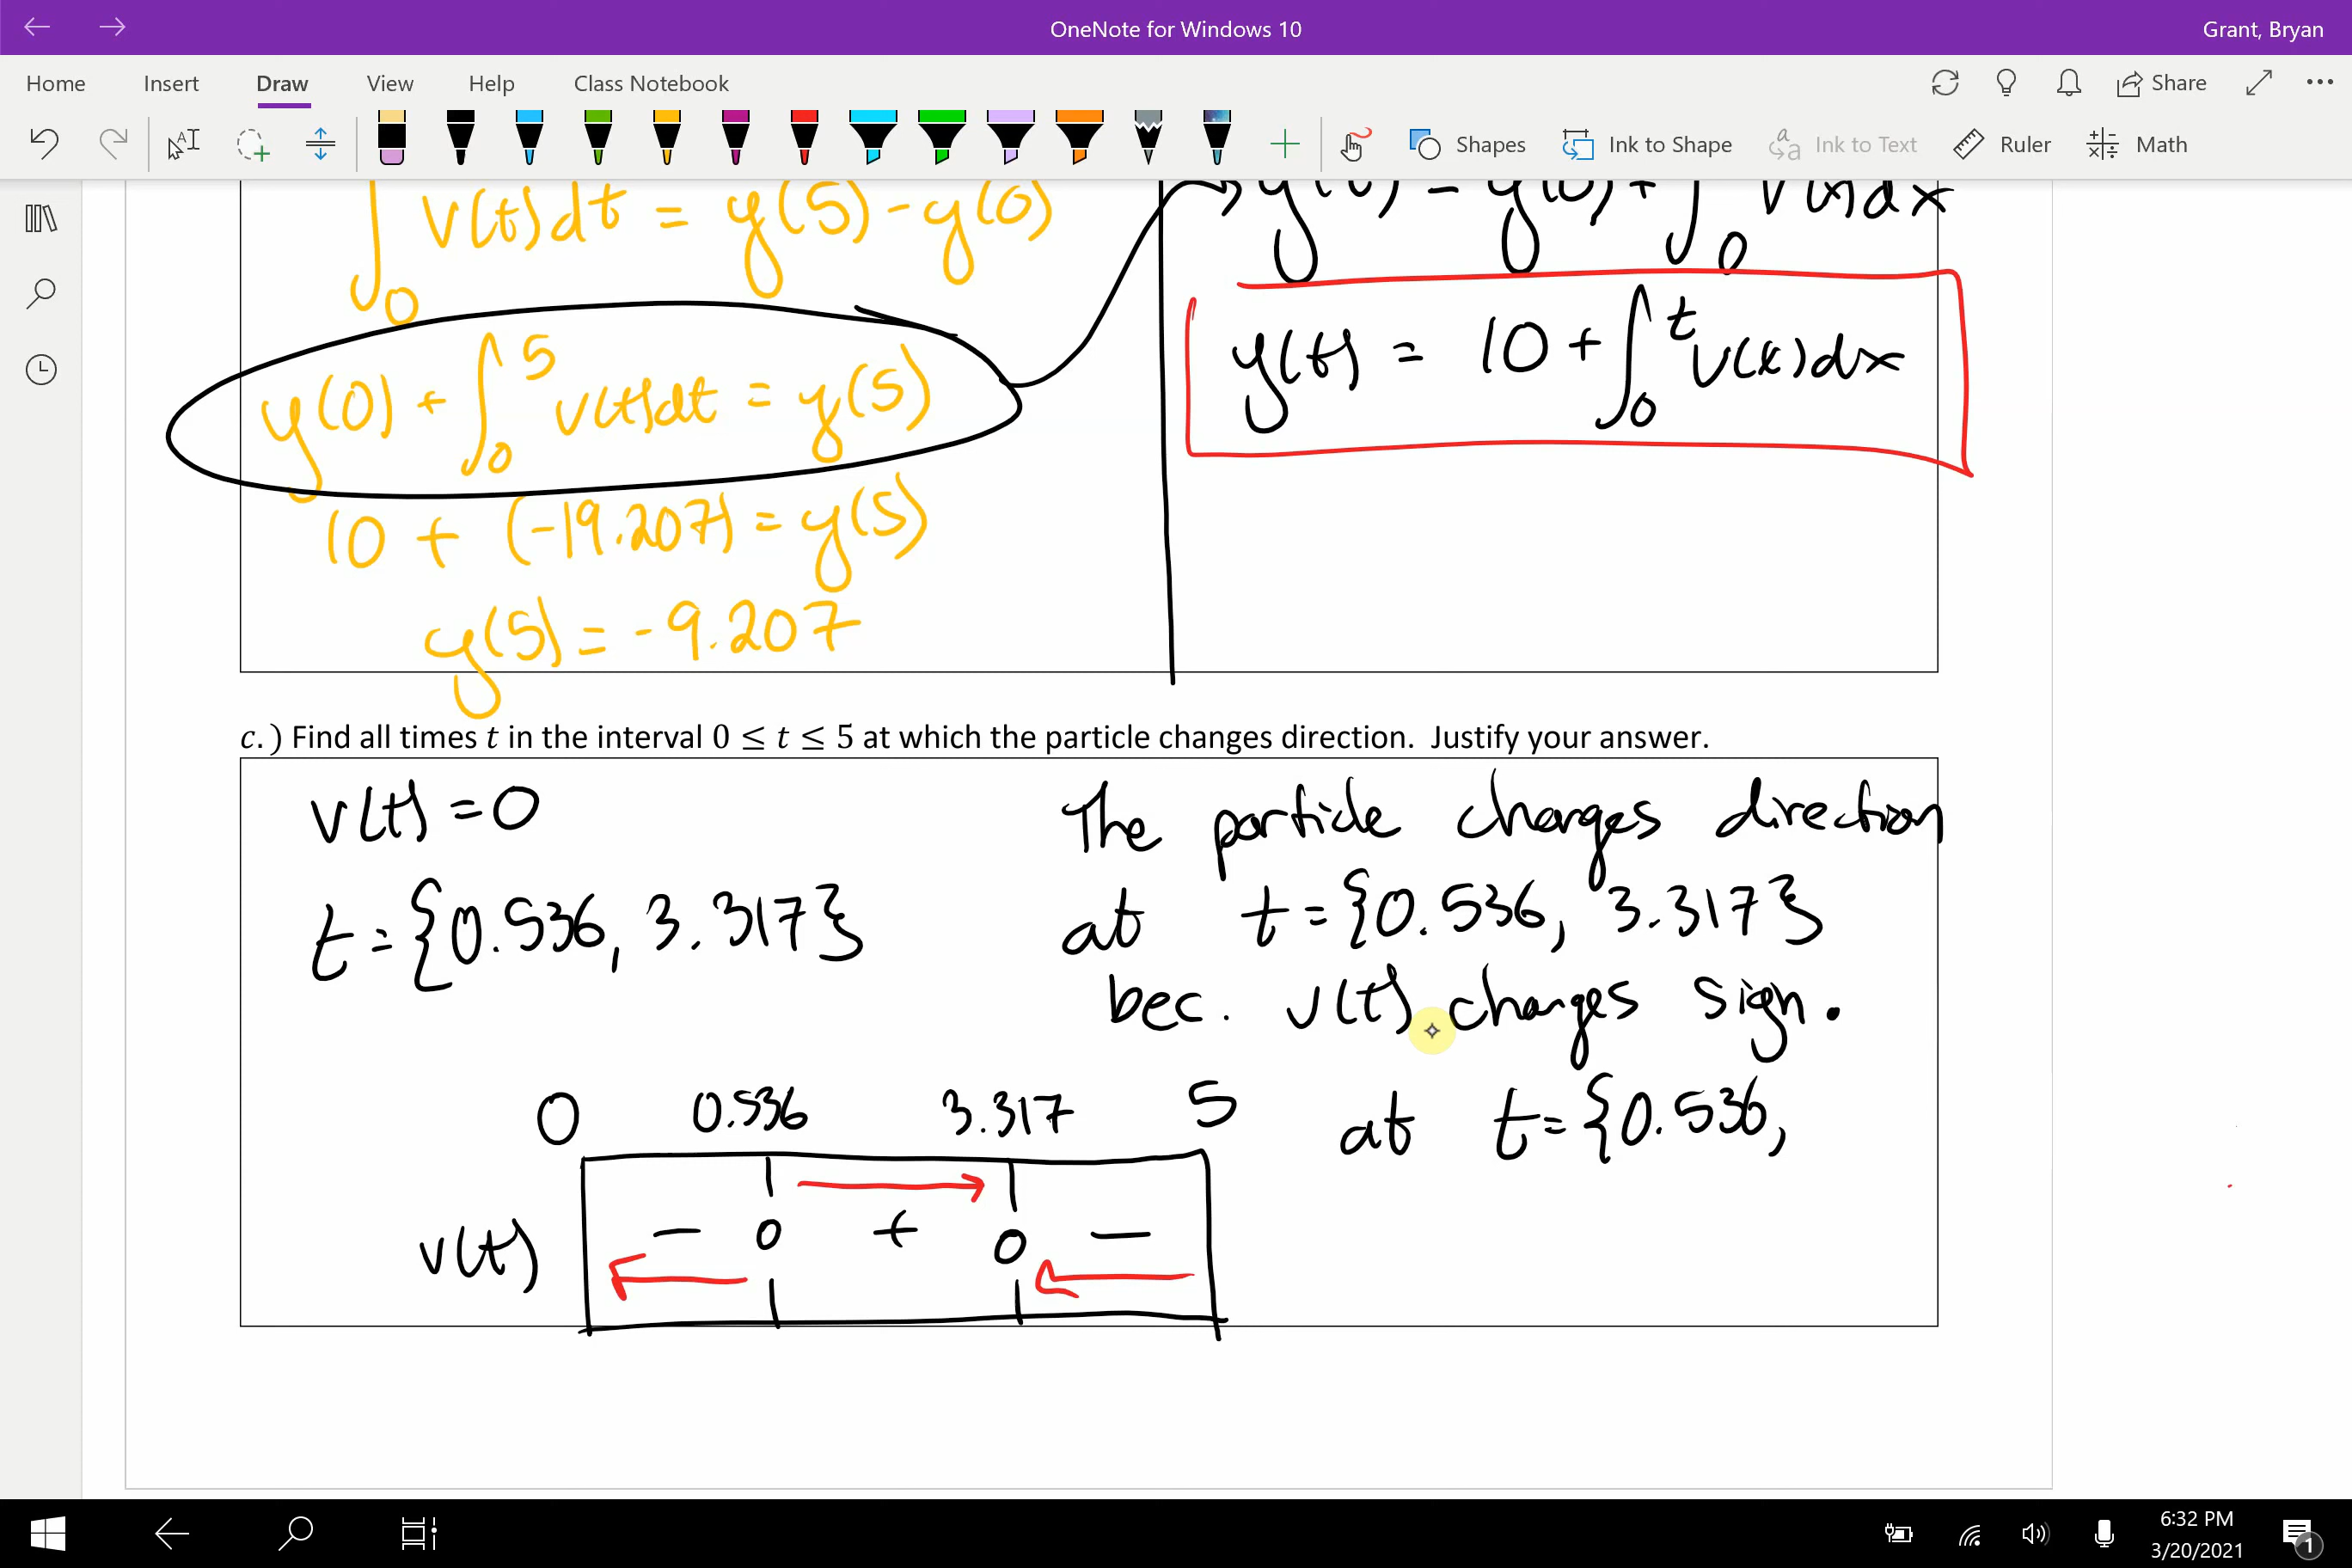 OneNote for Windows 10
Grant, Bryan
Home Insert Draw View Help Class Notebook Share
Shapes Ink to Shape Ink to Text Ruler Math
∫₀ v(t)dt = y(5) - y(0)
y(0) + ∫₀⁵ v(t)dt = y(5)
10 + (-19.207) = y(5)
y(5) = -9.207
y(t) = y(0) + ∫₀ v(x)dx
y(t) = 10 + ∫₀ᵗ v(x)dx
c.) Find all times t in the interval 0 ≤ t ≤ 5 at which the particle changes direction. Justify your answer.
v(t) = 0
t = {0.536, 3.317}
The particle changes direction
at t = {0.536, 3.317}
bec. v(t) changes sign.
at t = {0.536,
0 0.536 3.317 5
v(t) − 0 + 0 −
6:32 PM
3/20/2021
1